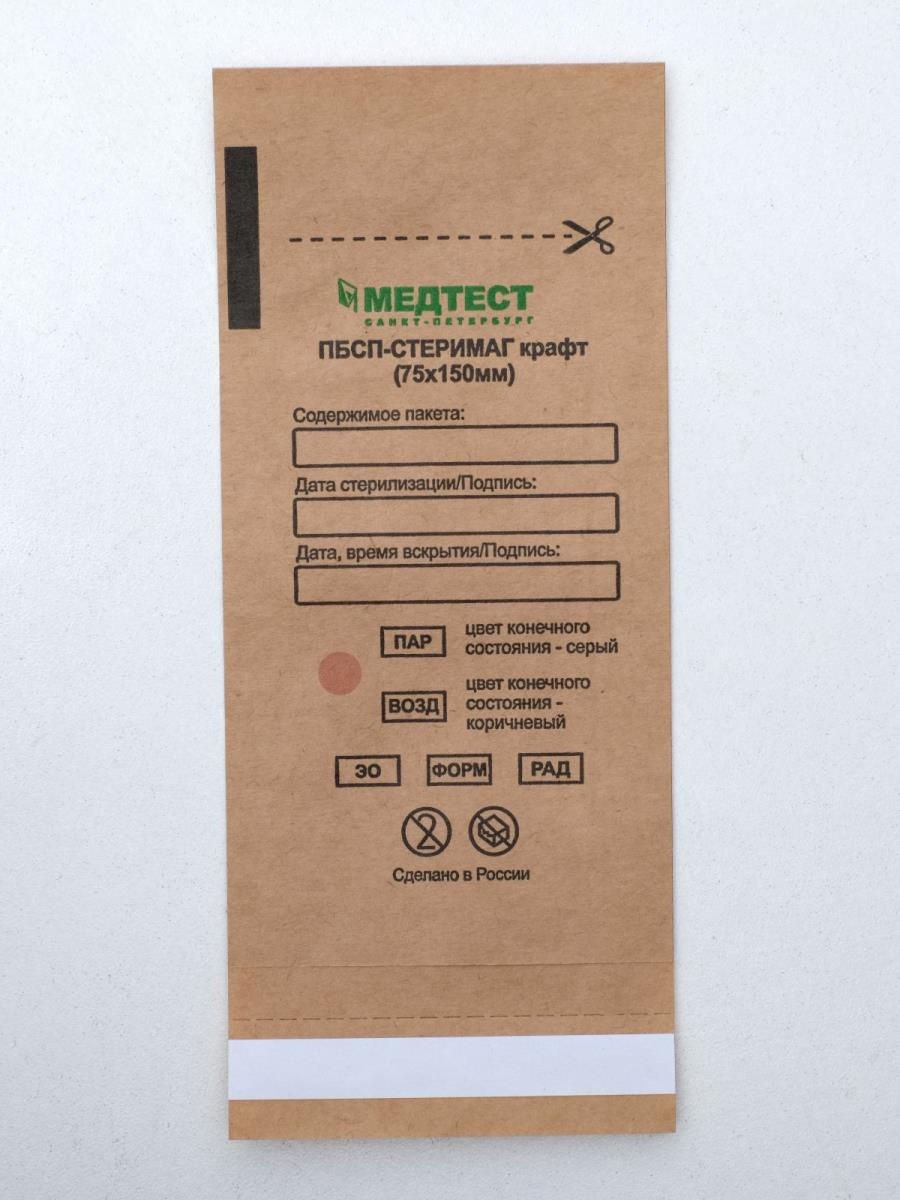 МЕДТЕСТ
САНКТ-ПЕТЕРБУРГ
ПБСП-СТЕРИМАГ крафт
(75х150мм)
Содержимое пакета:
Дата стерилизации/Подпись:
Дата, время вскрытия/Подпись:
ПАР
цвет конечного
состояния - серый
ВОЗД
цвет конечного
состояния -
коричневый
ЭО ФОРМ РАД
2
Сделано в России